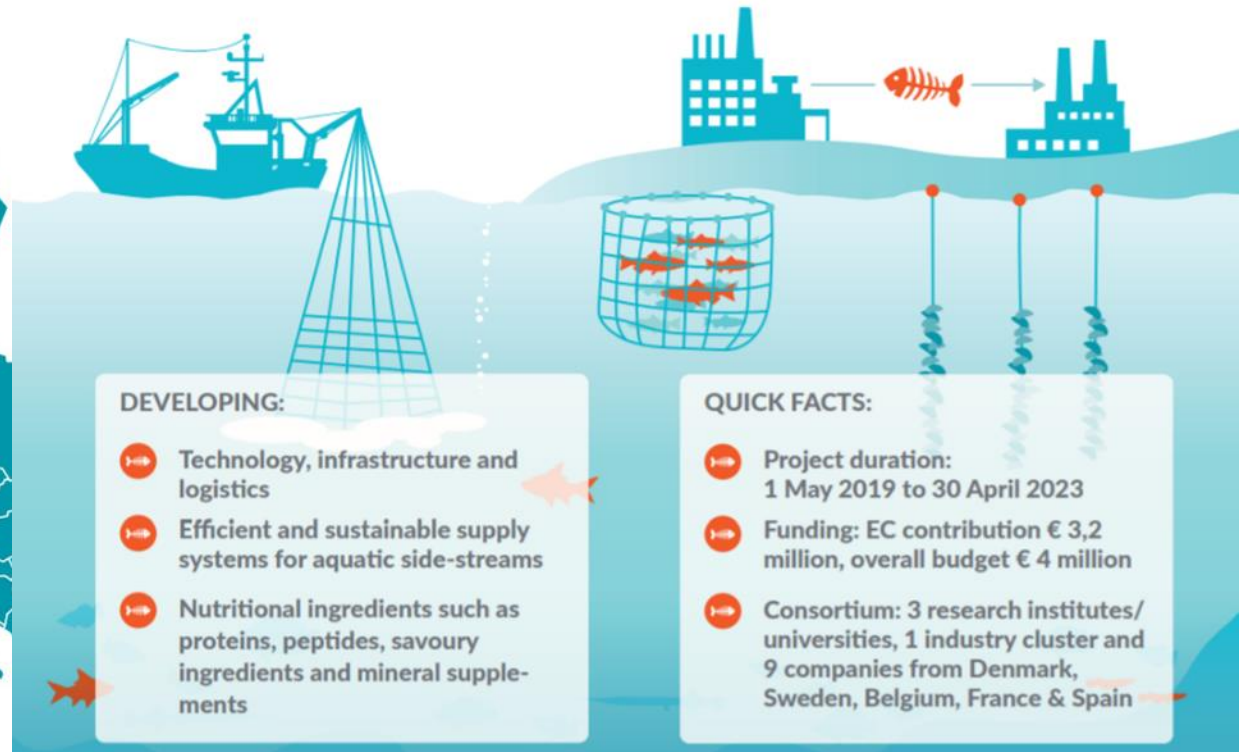 DEVELOPING:
Technology, infrastructure and
logistics
Efficient and sustainable supply
systems for aquatic side-streams
Nutritional ingredients such as
proteins, peptides, savoury
ingredients and mineral supple-
ments
QUICK FACTS:
Project duration:
1 May 2019 to 30 April 2023
Funding: EC contribution € 3,2
million, overall budget € 4 million
Consortium: 3 research institutes/
universities, 1 industry cluster and
9 companies from Denmark,
Sweden, Belgium, France & Spain